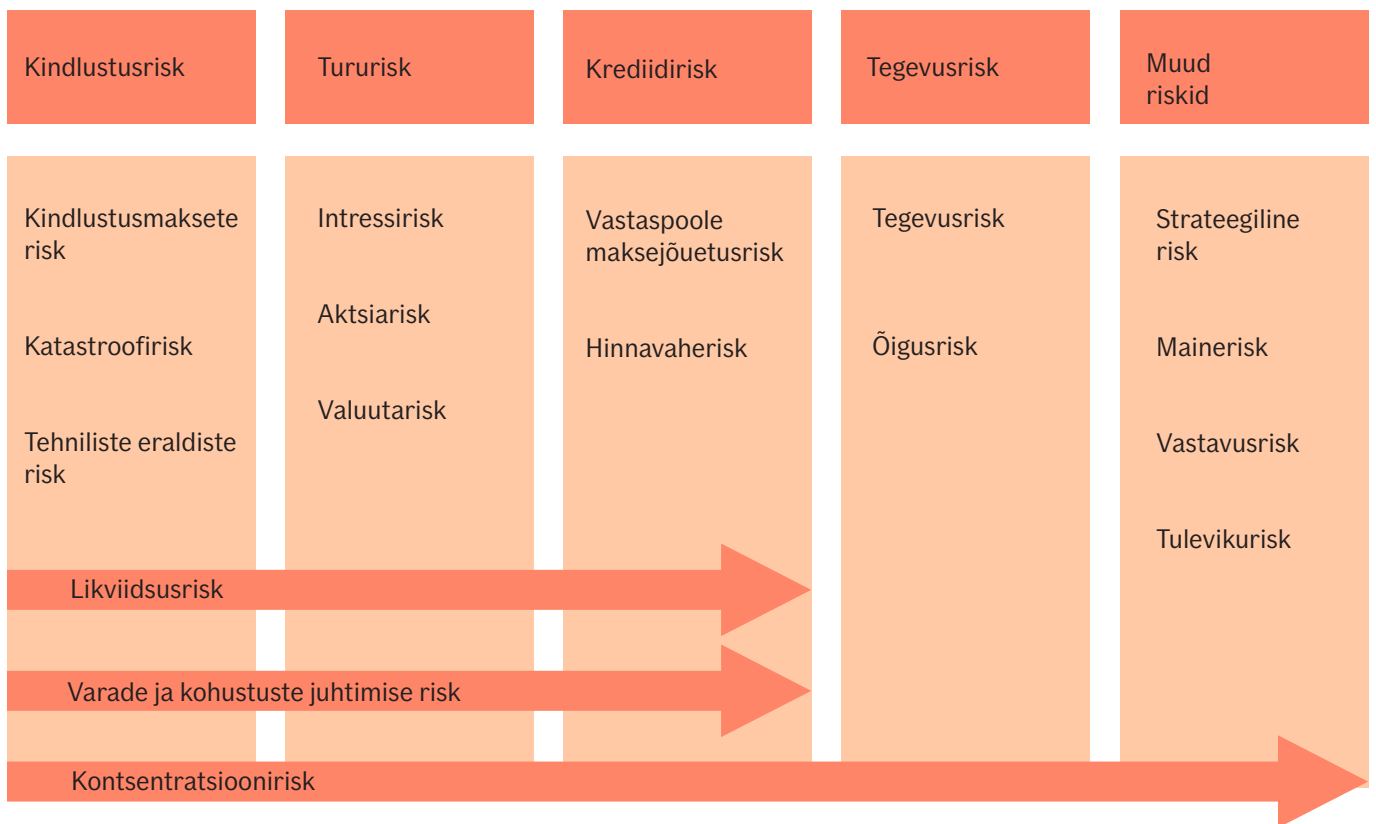 Kindlustusrisk
Tururisk
Krediidirisk
Tegevusrisk
Muud
riskid
Kindlustusmaksete
risk
Katastroofirisk
Tehniliste eraldiste
risk
Intressirisk
Aktsiarisk
Valuutarisk
Vastaspoole
maksejõuetusrisk
Hinnavaherisk
Tegevusrisk
Õigusrisk
Strateegiline
risk
Mainerisk
Vastavusrisk
Tulevikurisk
Likviidsusrisk
Varade ja kohustuste juhtimise risk
Kontsentratsioonirisk